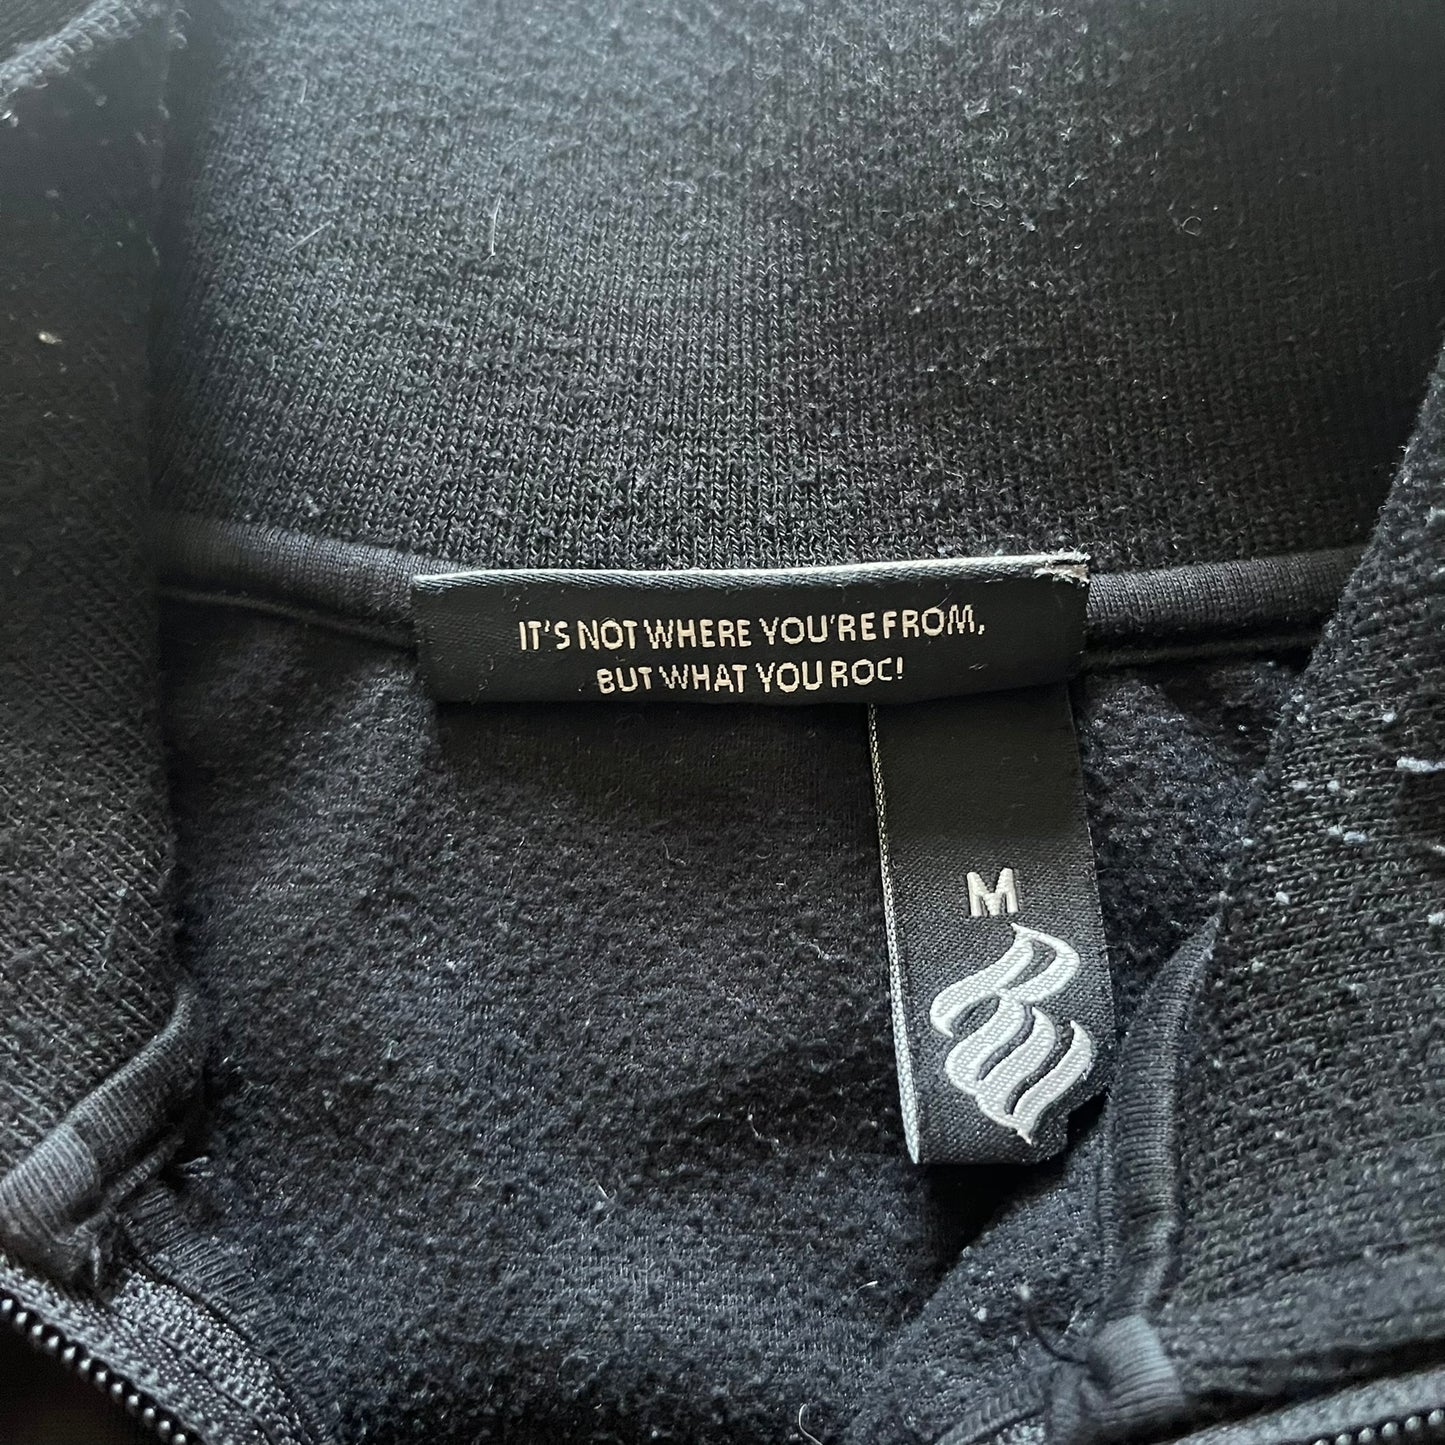 IT'S NOT WHERE YOU'RE FROM,
BUT WHAT YOU ROC!
M